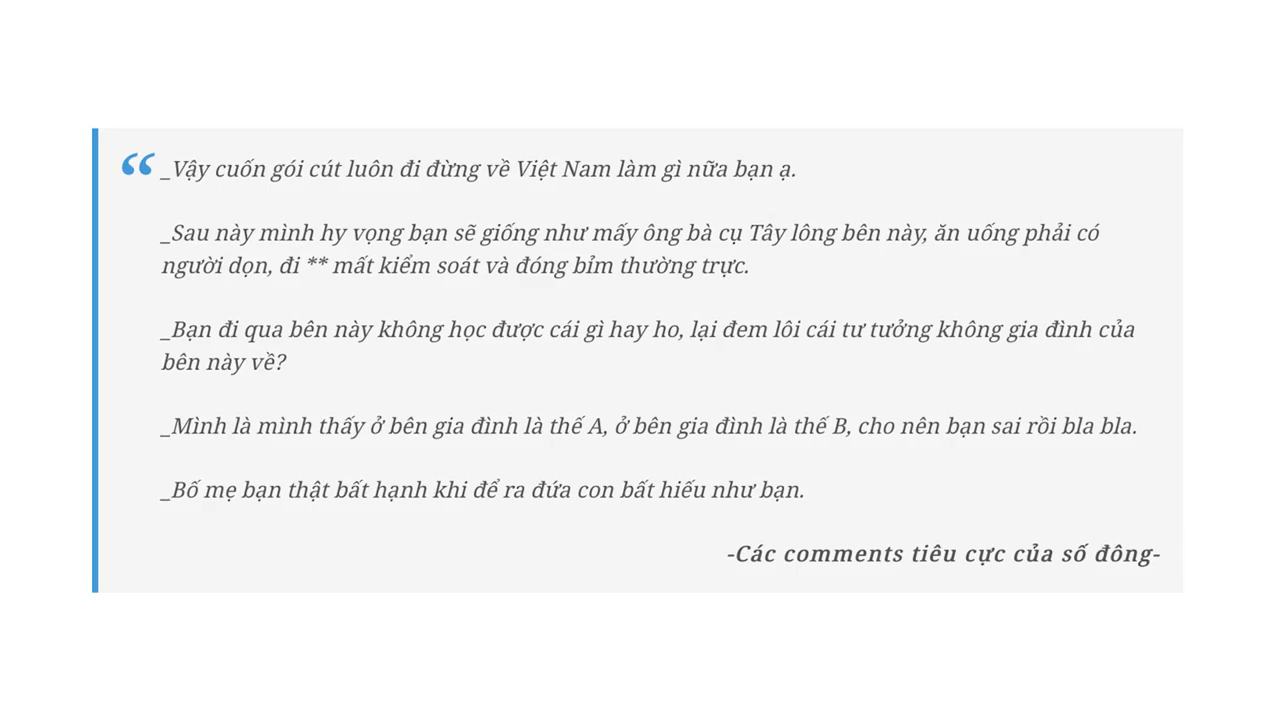 “ _Vậy cuốn gói cút luôn đi đừng về Việt Nam làm gì nữa bạn ạ.
_Sau này mình hy vọng bạn sẽ giống như mấy ông bà cụ Tây lông bên này, ăn uống phải có
người dọn, đi ** mất kiểm soát và đóng bỉm thường trực.
_Bạn đi qua bên này không học được cái gì hay ho, lại đem lôi cái tư tưởng không gia đình của
bên này về?
_Mình là mình thấy ở bên gia đình là thế A, ở bên gia đình là thế B, cho nên bạn sai rồi bla bla.
_Bố mẹ bạn thật bất hạnh khi để ra đứa con bất hiếu như bạn.
-Các comments tiêu cực của số đông-